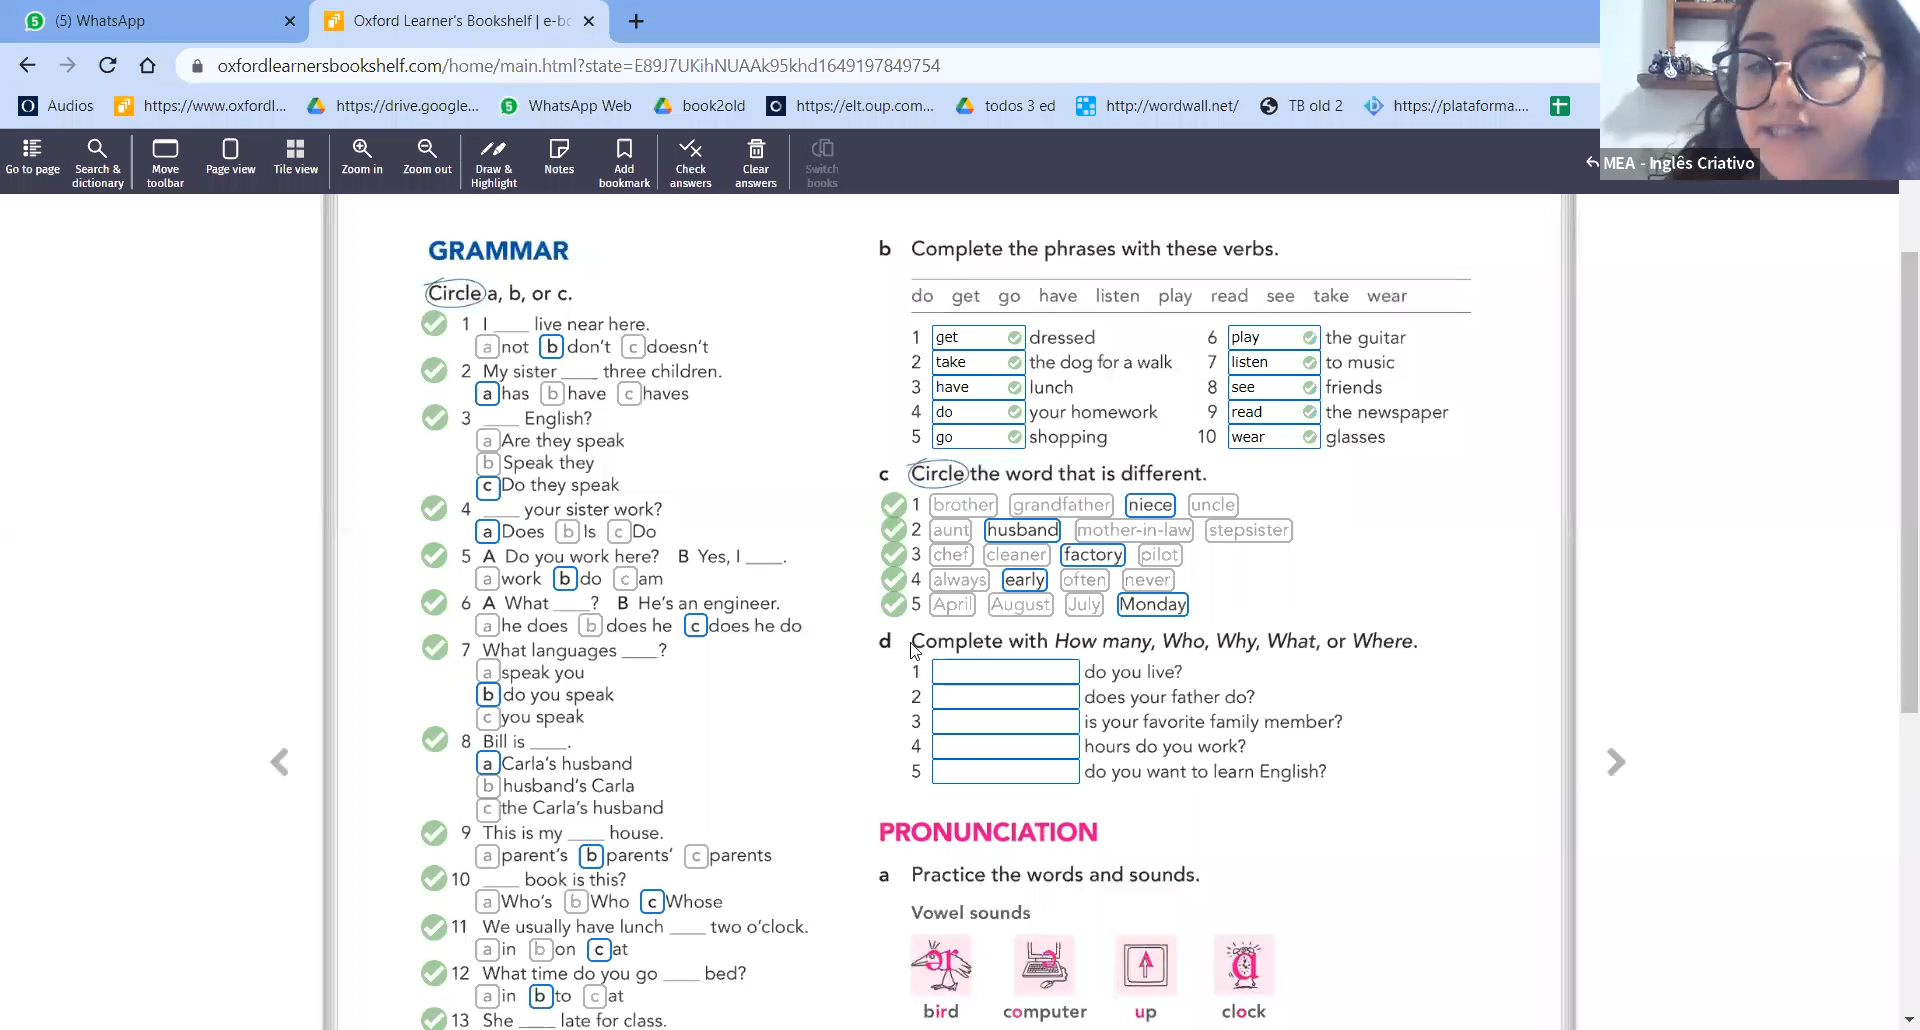 (5) WhatsApp
Oxford Learner's Bookshelf | e-bo
oxfordlearnersbookshelf.com/home/main.html?state=E89J7UKihNUAAk95khd1649197849754
Audios
https://www.oxfordl...
https://drive.google...
WhatsApp Web
book2old
https://elt.oup.com...
todos 3 ed
http://wordwall.net/
TB old 2
https://plataforma....
Go to page
Search & dictionary
Move toolbar
Page view
Tile view
Zoom in
Zoom out
Draw & Highlight
Notes
Add bookmark
Check answers
Clear answers
Switch books
MEA - Inglês Criativo
GRAMMAR
Circle a, b, or c.
1 I ____ live near here.
a not b don't c doesn't
2 My sister ____ three children.
a has b have c haves
3 ____ English?
a Are they speak
b Speak they
c Do they speak
4 ____ your sister work?
a Does b Is c Do
5 A Do you work here? B Yes, I ____.
a work b do c am
6 A What ____? B He's an engineer.
a he does b does he c does he do
7 What languages ____?
a speak you
b do you speak
c you speak
8 Bill is ____.
a Carla's husband
b husband's Carla
c the Carla's husband
9 This is my ____ house.
a parent's b parents' c parents
10 ____ book is this?
a Who's b Who c Whose
11 We usually have lunch ____ two o'clock.
a in b on c at
12 What time do you go ____ bed?
a in b to c at
13 She ____ late for class.
b Complete the phrases with these verbs.
do get go have listen play read see take wear
1 get dressed
2 take the dog for a walk
3 have lunch
4 do your homework
5 go shopping
6 play the guitar
7 listen to music
8 see friends
9 read the newspaper
10 wear glasses
c Circle the word that is different.
1 brother grandfather niece uncle
2 aunt husband mother-in-law stepsister
3 chef cleaner factory pilot
4 always early often never
5 April August July Monday
d Complete with How many, Who, Why, What, or Where.
1 do you live?
2 does your father do?
3 is your favorite family member?
4 hours do you work?
5 do you want to learn English?
PRONUNCIATION
a Practice the words and sounds.
Vowel sounds
ər
ə
ɑ
bird
computer
up
clock